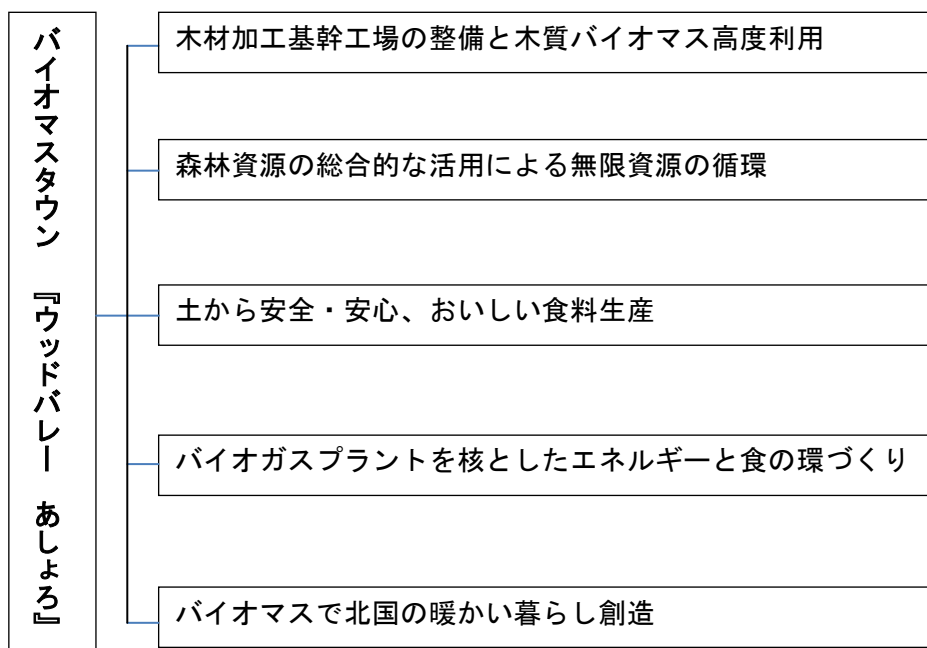 バイオマスタウン 『ウッドバレー あしょろ』
木材加工基幹工場の整備と木質バイオマス高度利用
森林資源の総合的な活用による無限資源の循環
土から安全・安心、おいしい食料生産
バイオガスプラントを核としたエネルギーと食の環づくり
バイオマスで北国の暖かい暮らし創造